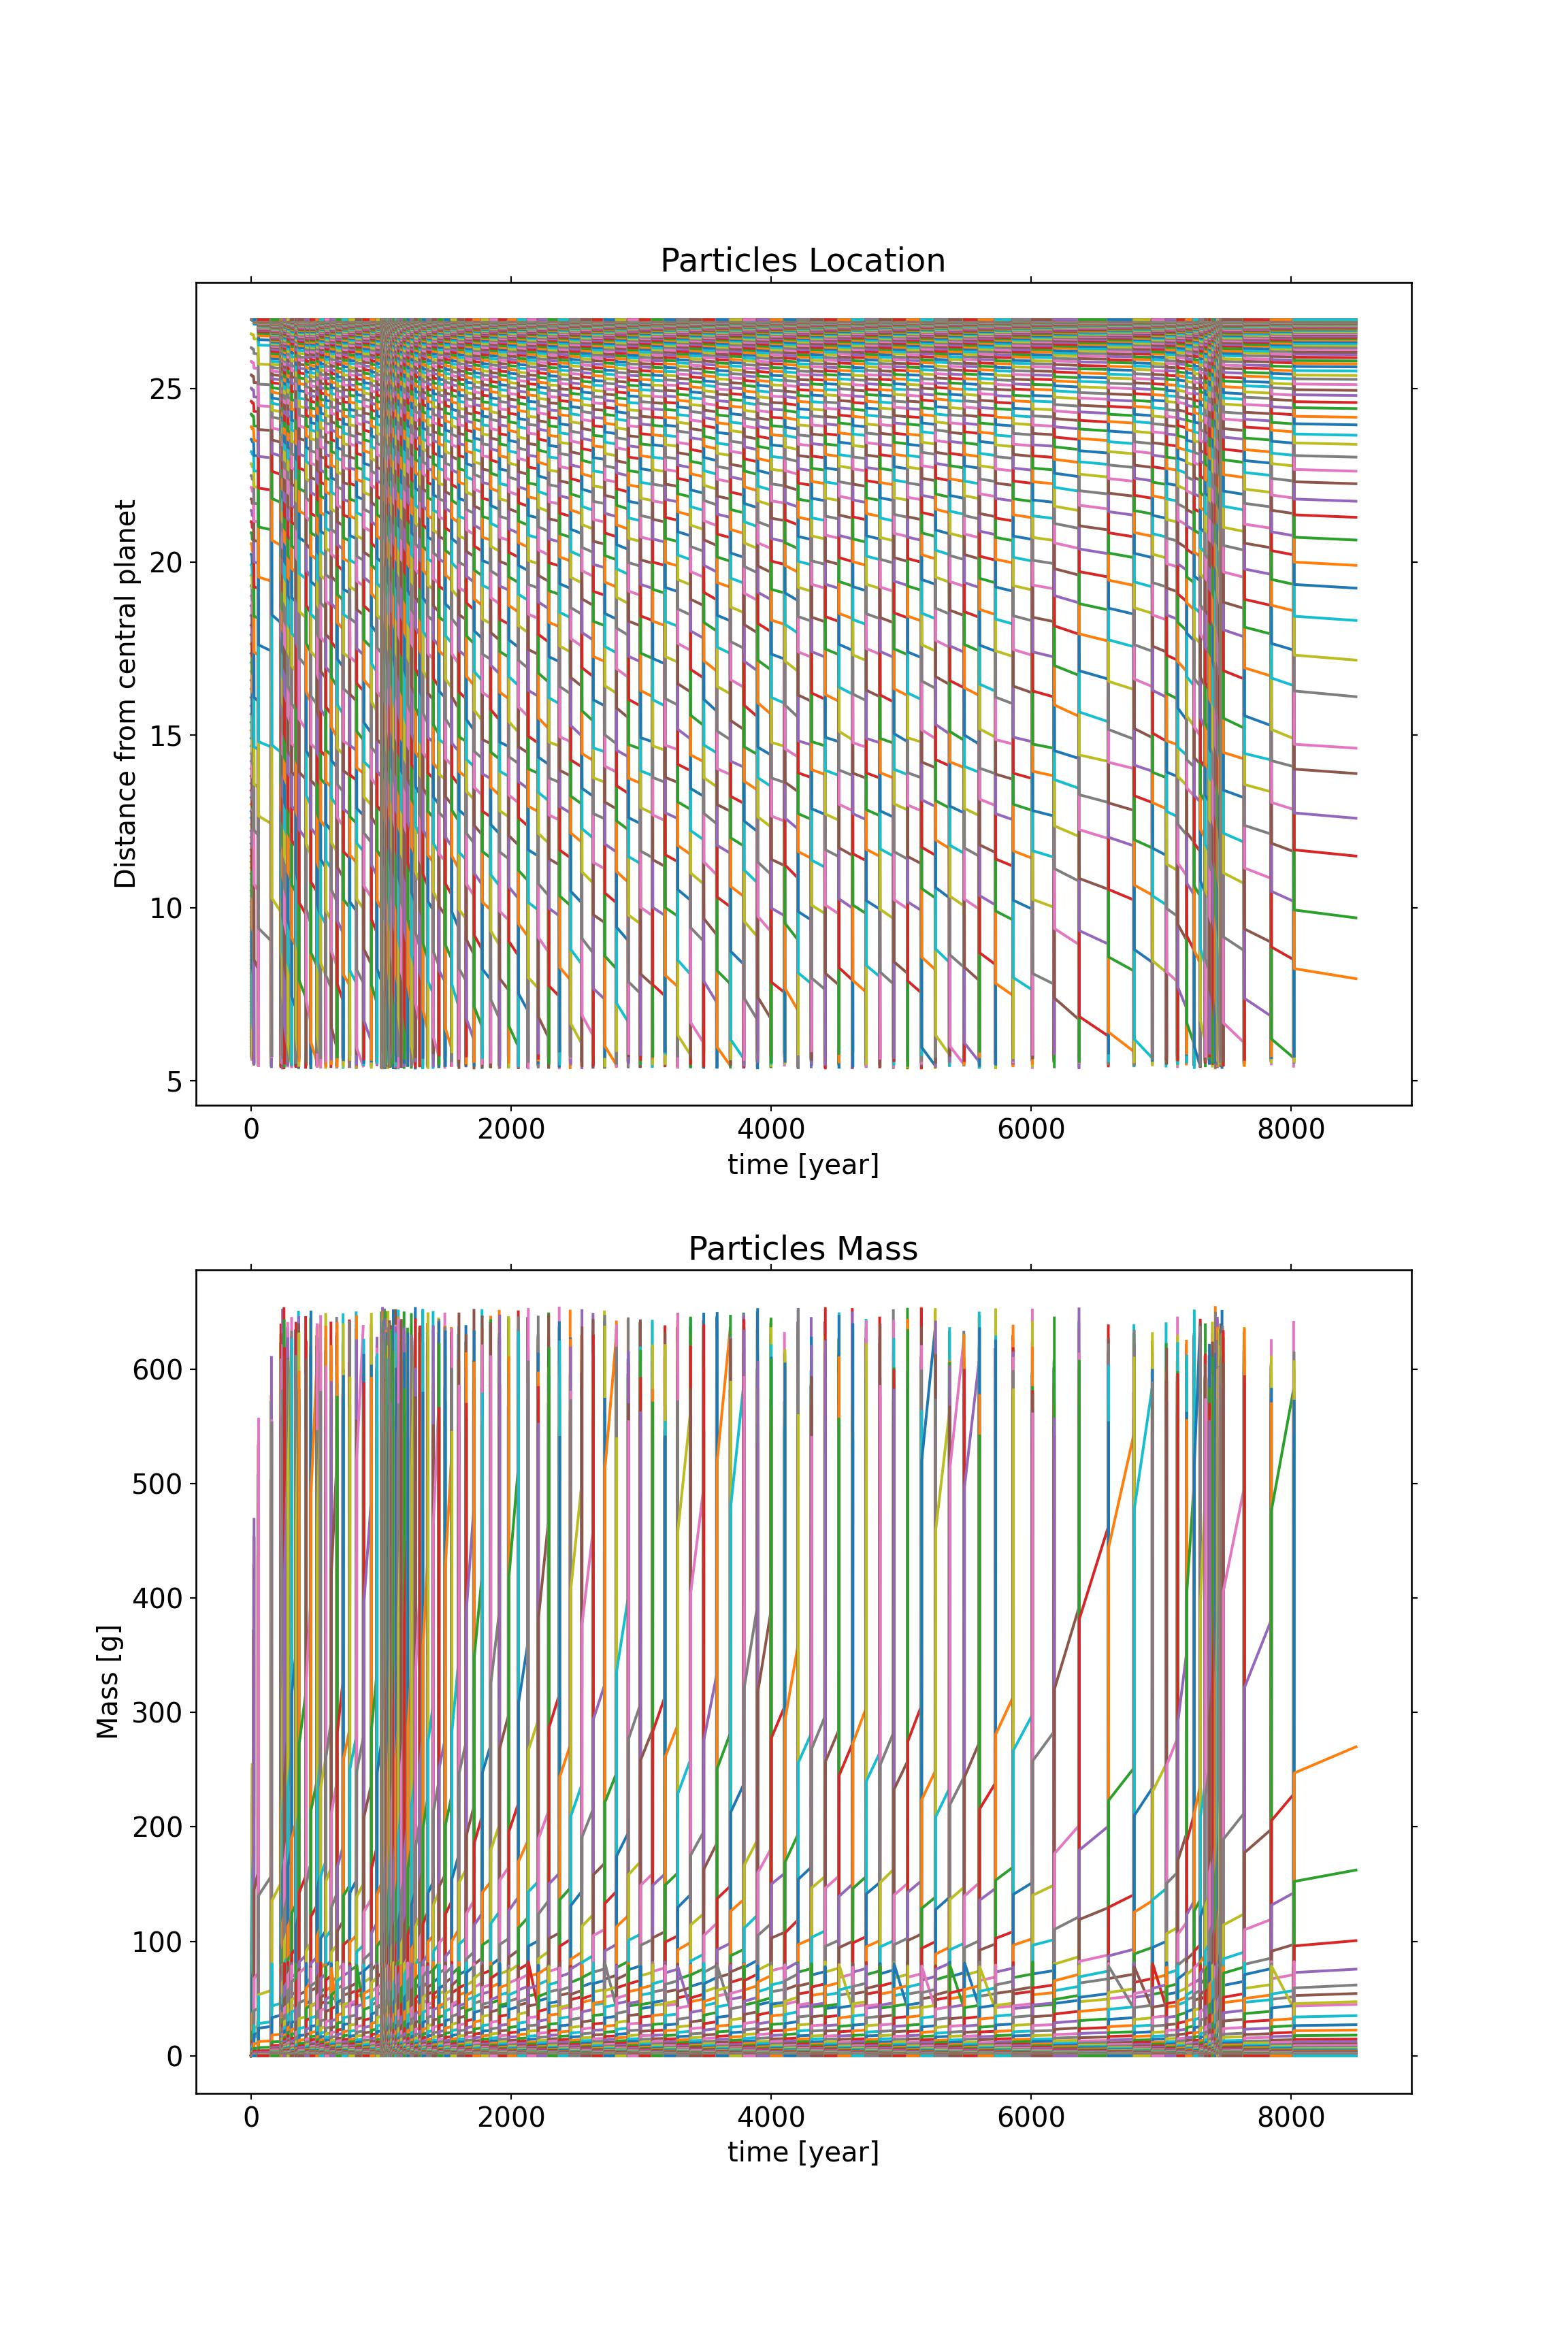 Particles Location
Distance from central planet
25
20
15
10
5
0 2000 4000 6000 8000
time [year]
Particles Mass
Mass [g]
600
500
400
300
200
100
0
0 2000 4000 6000 8000
time [year]